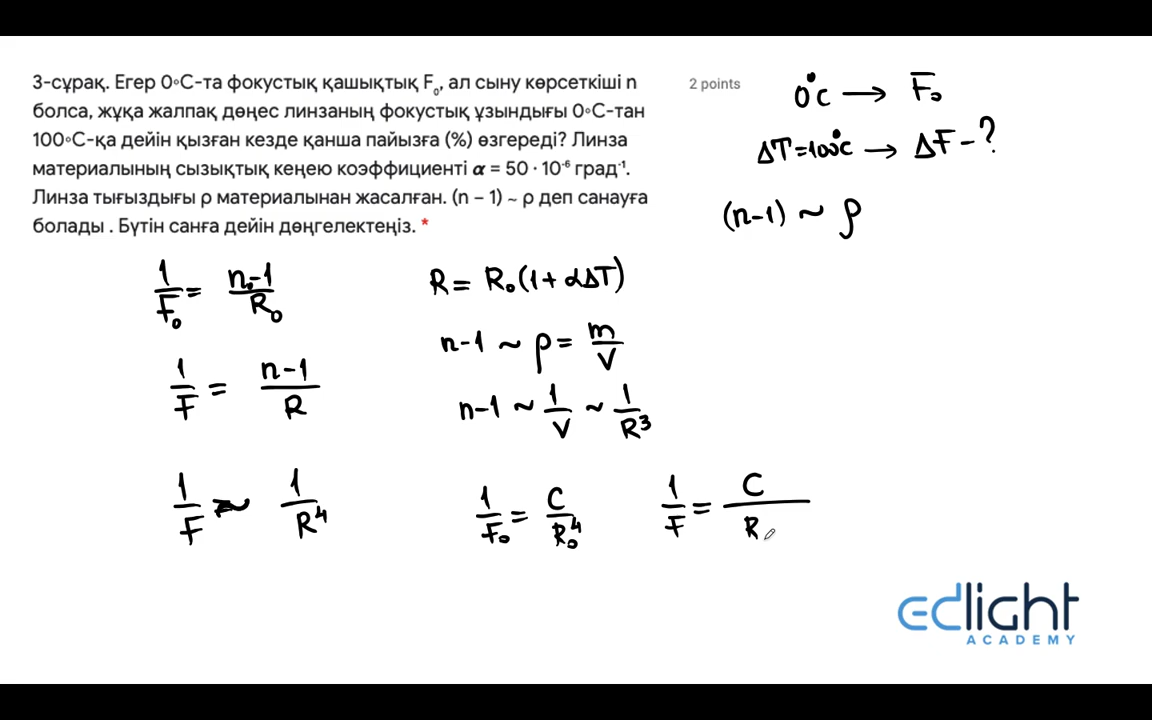 3-сұрақ. Егер 0◦C-та фокустық қашықтық F₀, ал сыну көрсеткіші n
болса, жұқа жалпақ дөңес линзаның фокустық ұзындығы 0◦C-тан
100◦C-қа дейін қызған кезде қанша пайызға (%) өзгереді? Линза
материалының сызықтық кеңею коэффициенті α = 50 · 10⁻⁶ град⁻¹.
Линза тығыздығы ρ материалынан жасалған. (n – 1) ~ ρ деп санауға
болады . Бүтін санға дейін дөңгелектеңіз. *
2 points
0°C → F₀
ΔT=100°C → ΔF-?
(n-1) ~ ρ
1/F₀ = n₀-1/R₀
R = R₀(1+αΔT)
n-1 ~ ρ = m/V
1/F = n-1/R
n-1 ~ 1/V ~ 1/R³
1/F ~ 1/R⁴
1/F₀ = C/R₀⁴
1/F = C/R
edlight
ACADEMY